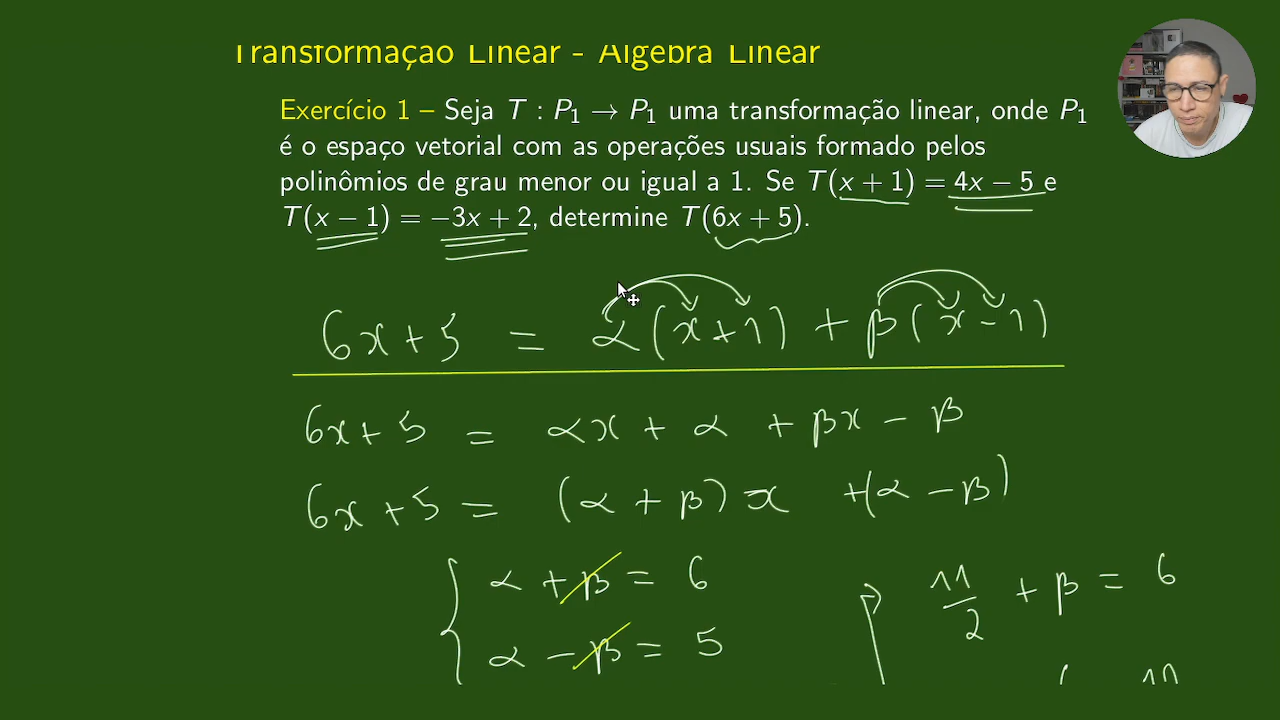 Transformação Linear - Álgebra Linear
Exercício 1 – Seja T : P₁ → P₁ uma transformação linear, onde P₁
é o espaço vetorial com as operações usuais formado pelos
polinômios de grau menor ou igual a 1. Se T(x + 1) = 4x − 5 e
T(x − 1) = −3x + 2, determine T(6x + 5).
6x + 5 = α(x + 1) + β(x − 1)
6x + 5 = αx + α + βx − β
6x + 5 = (α + β)x + (α − β)
α + β = 6
α − β = 5
11/2 + β = 6